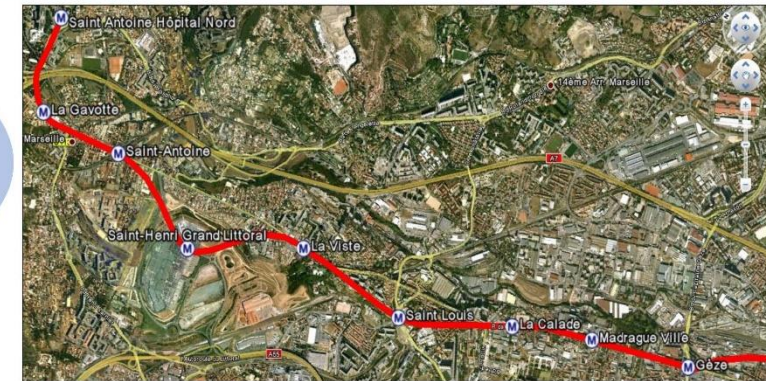 M Saint Antoine Hôpital Nord
14ème Arr. Marseille
M La Gavotte
Marseille
M Saint-Antoine
A7
Saint-Henri Grand Littoral
M
M La Viste
M Saint Louis
M La Calade
M Madrague Ville
A55
M Gèze